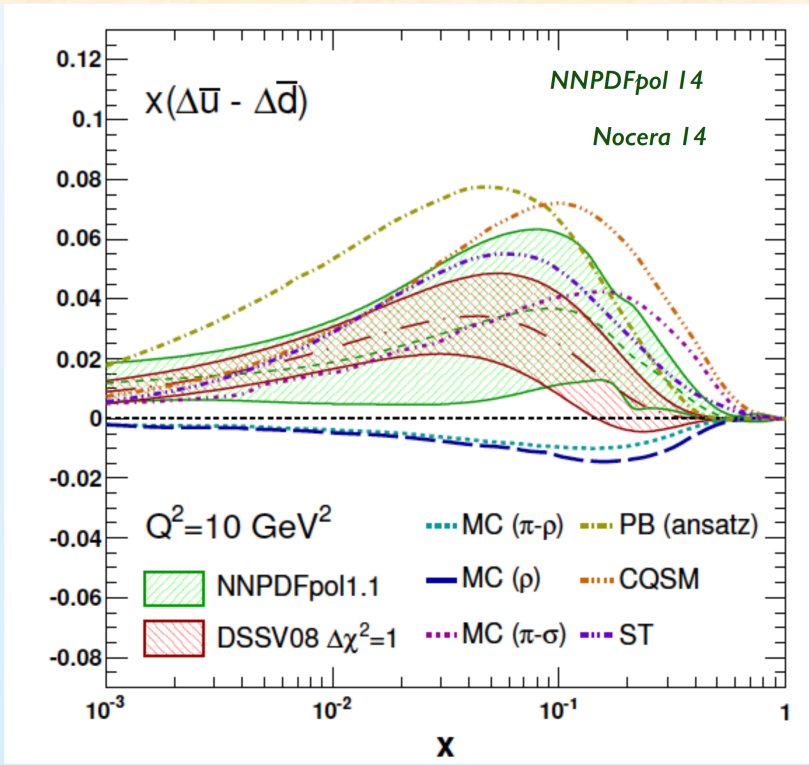 0.12
0.1
0.08
0.06
0.04
0.02
0
-0.02
-0.04
-0.06
-0.08
x(Δu̅ - Δd̅)
NNPDFpol 14
Nocera 14
Q²=10 GeV²
NNPDFpol1.1
DSSV08 Δχ²=1
MC (π-ρ)
MC (ρ)
MC (π-σ)
PB (ansatz)
CQSM
ST
10⁻³ 10⁻² 10⁻¹ 1
x